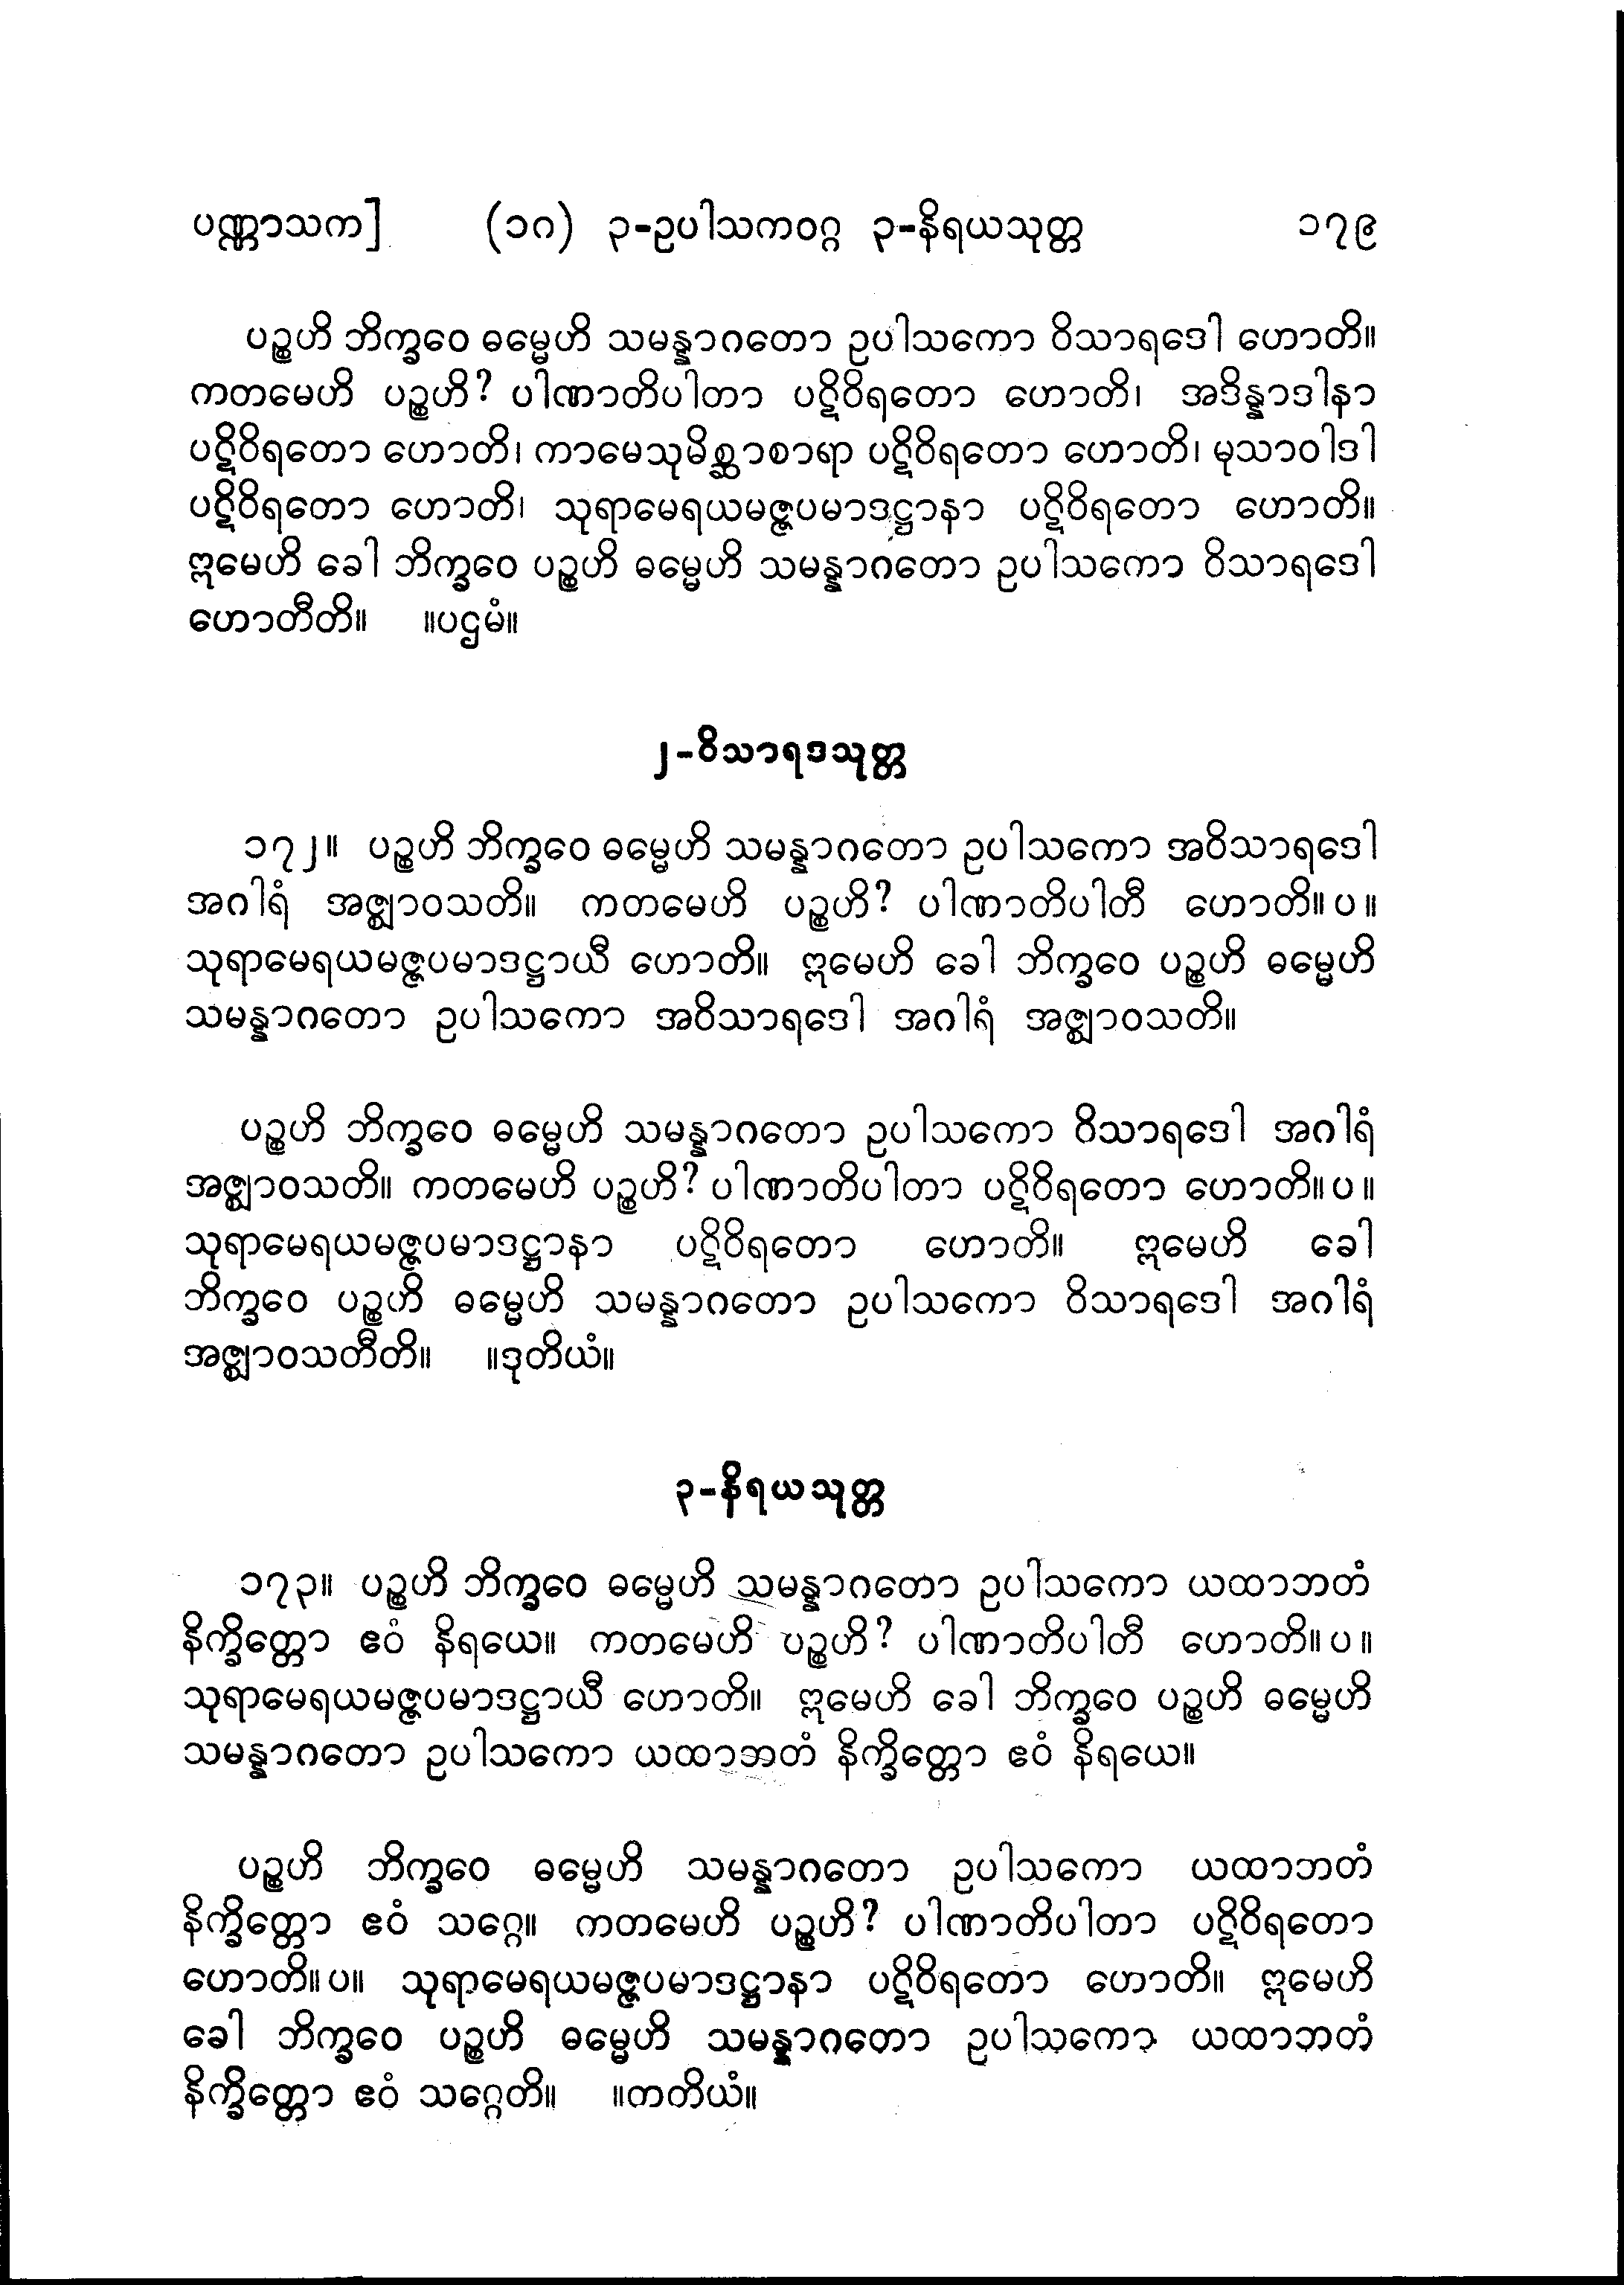 ပဏ္ဏာသက] (၁၈) ၃-ဥပါသကဝဂ္ဂ ၃-နိရယသုတ္တ ၁၇၉
ပဉ္စဟိ ဘိက္ခဝေ ဓမ္မေဟိ သမန္နာဂတော ဥပါသကော ဝိသာရဒေါ ဟောတိ။
ကတမေဟိ ပဉ္စဟိ? ပါဏာတိပါတာ ပဋိဝိရတော ဟောတိ၊ အဒိန္နာဒါနာ
ပဋိဝိရတော ဟောတိ၊ ကာမေသုမိစ္ဆာစာရာ ပဋိဝိရတော ဟောတိ၊ မုသာဝါဒါ
ပဋိဝိရတော ဟောတိ၊ သုရာမေရယမဇ္ဇပမာဒဋ္ဌာနာ ပဋိဝိရတော ဟောတိ။
ဣမေဟိ ခေါ ဘိက္ခဝေ ပဉ္စဟိ ဓမ္မေဟိ သမန္နာဂတော ဥပါသကော ဝိသာရဒေါ
ဟောတီတိ။ ။ပဌမံ။
၂-ဝိသာရဒသုတ္တ
၁၇၂။ ပဉ္စဟိ ဘိက္ခဝေ ဓမ္မေဟိ သမန္နာဂတော ဥပါသကော အဝိသာရဒေါ
အဂါရံ အဇ္ဈာဝသတိ။ ကတမေဟိ ပဉ္စဟိ? ပါဏာတိပါတီ ဟောတိ။ပ။
သုရာမေရယမဇ္ဇပမာဒဋ္ဌာယီ ဟောတိ။ ဣမေဟိ ခေါ ဘိက္ခဝေ ပဉ္စဟိ ဓမ္မေဟိ
သမန္နာဂတော ဥပါသကော အဝိသာရဒေါ အဂါရံ အဇ္ဈာဝသတိ။
ပဉ္စဟိ ဘိက္ခဝေ ဓမ္မေဟိ သမန္နာဂတော ဥပါသကော ဝိသာရဒေါ အဂါရံ
အဇ္ဈာဝသတိ။ ကတမေဟိ ပဉ္စဟိ? ပါဏာတိပါတာ ပဋိဝိရတော ဟောတိ။ပ။
သုရာမေရယမဇ္ဇပမာဒဋ္ဌာနာ ပဋိဝိရတော ဟောတိ။ ဣမေဟိ ခေါ
ဘိက္ခဝေ ပဉ္စဟိ ဓမ္မေဟိ သမန္နာဂတော ဥပါသကော ဝိသာရဒေါ အဂါရံ
အဇ္ဈာဝသတီတိ။ ။ဒုတိယံ။
၃-နိရယသုတ္တ
၁၇၃။ ပဉ္စဟိ ဘိက္ခဝေ ဓမ္မေဟိ သမန္နာဂတော ဥပါသကော ယထာဘတံ
နိက္ခိတ္တော ဧဝံ နိရယေ။ ကတမေဟိ ပဉ္စဟိ? ပါဏာတိပါတီ ဟောတိ။ပ။
သုရာမေရယမဇ္ဇပမာဒဋ္ဌာယီ ဟောတိ။ ဣမေဟိ ခေါ ဘိက္ခဝေ ပဉ္စဟိ ဓမ္မေဟိ
သမန္နာဂတော ဥပါသကော ယထာဘတံ နိက္ခိတ္တော ဧဝံ နိရယေ။
ပဉ္စဟိ ဘိက္ခဝေ ဓမ္မေဟိ သမန္နာဂတော ဥပါသကော ယထာဘတံ
နိက္ခိတ္တော ဧဝံ သဂ္ဂေ။ ကတမေဟိ ပဉ္စဟိ? ပါဏာတိပါတာ ပဋိဝိရတော
ဟောတိ။ပ။ သုရာမေရယမဇ္ဇပမာဒဋ္ဌာနာ ပဋိဝိရတော ဟောတိ။ ဣမေဟိ
ခေါ ဘိက္ခဝေ ပဉ္စဟိ ဓမ္မေဟိ သမန္နာဂတော ဥပါသကော ယထာဘတံ
နိက္ခိတ္တော ဧဝံ သဂ္ဂေတိ။ ။တတိယံ။